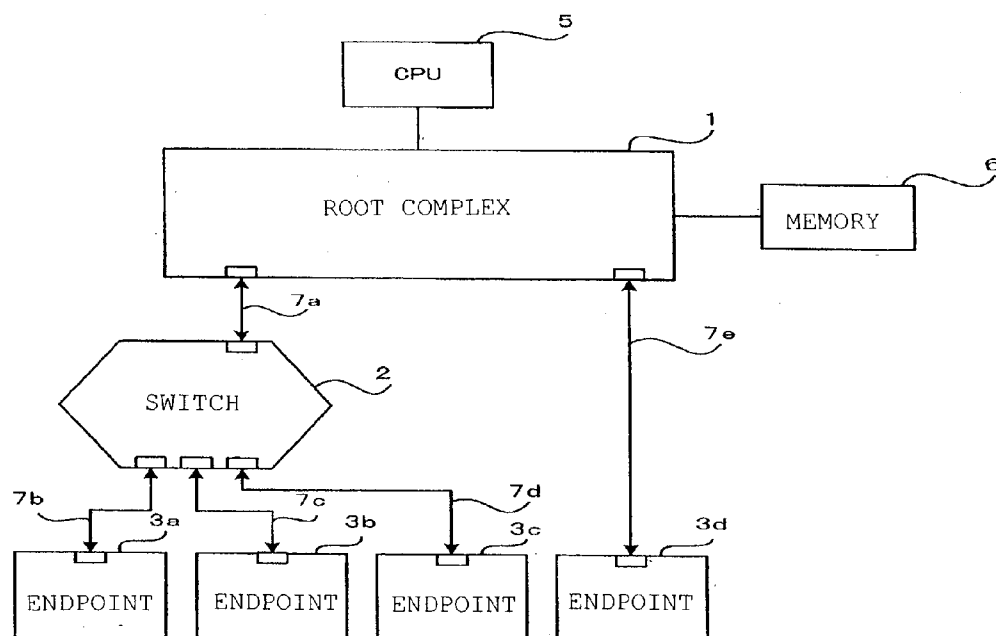 5
CPU
1
ROOT COMPLEX
6
MEMORY
7a
7e
2
SWITCH
7b
7c
7d
3a
3b
3c
3d
ENDPOINT
ENDPOINT
ENDPOINT
ENDPOINT